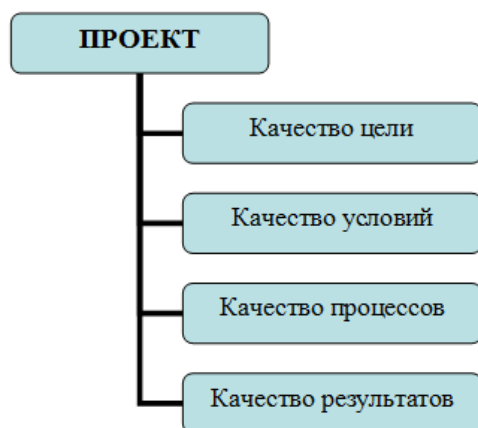 ПРОЕКТ
Качество цели
Качество условий
Качество процессов
Качество результатов